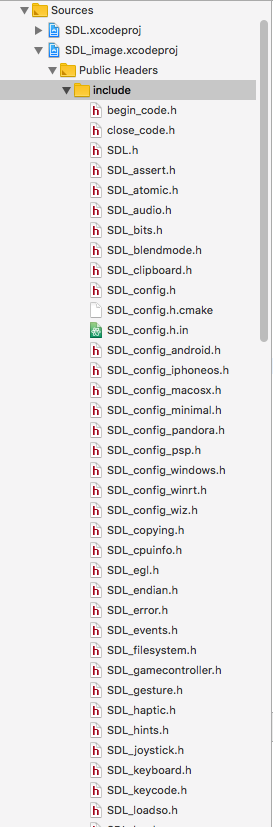 Sources
SDL.xcodeproj
SDL_image.xcodeproj
Public Headers
include
begin_code.h
close_code.h
SDL.h
SDL_assert.h
SDL_atomic.h
SDL_audio.h
SDL_bits.h
SDL_blendmode.h
SDL_clipboard.h
SDL_config.h
SDL_config.h.cmake
SDL_config.h.in
SDL_config_android.h
SDL_config_iphoneos.h
SDL_config_macosx.h
SDL_config_minimal.h
SDL_config_pandora.h
SDL_config_psp.h
SDL_config_windows.h
SDL_config_winrt.h
SDL_config_wiz.h
SDL_copying.h
SDL_cpuinfo.h
SDL_egl.h
SDL_endian.h
SDL_error.h
SDL_events.h
SDL_filesystem.h
SDL_gamecontroller.h
SDL_gesture.h
SDL_haptic.h
SDL_hints.h
SDL_joystick.h
SDL_keyboard.h
SDL_keycode.h
SDL_loadso.h